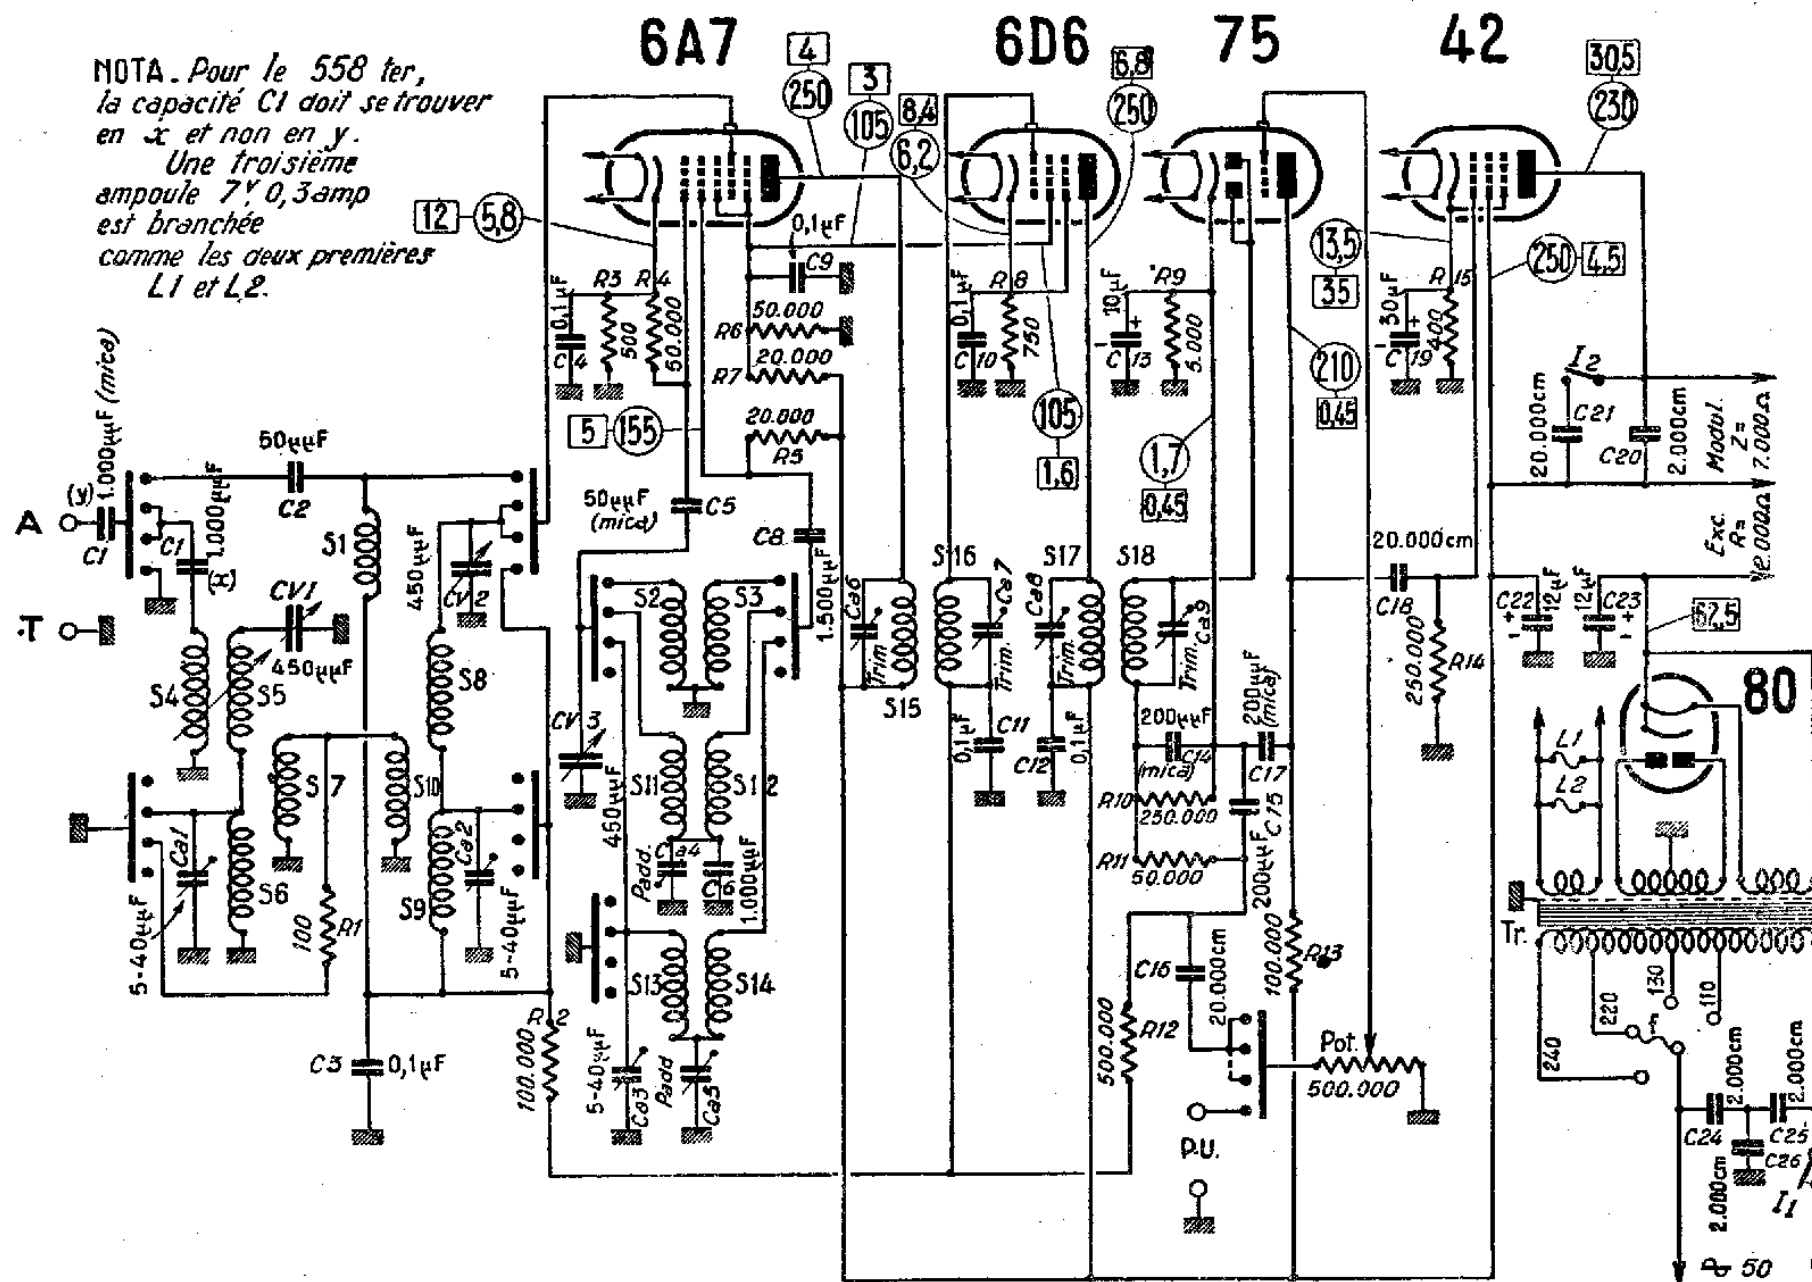 6A7
6D6
75
42
NOTA. Pour le 558 ter,
la capacité C1 doit se trouver
en x et non en y.
Une troisième
ampoule 7V, 0,3 amp
est branchée
comme les deux premières
L1 et L2.
4
250
3
105
8,4
6,2
6,8
250
30,5
230
12
5,8
0,1µF
C9
13,5
35
250
4,5
0,1µF
C4
R3
500
R4
50.000
R6
50.000
R7
20.000
20.000
R5
0,1µF
C10
R8
750
10µF
+
-
C13
R9
5.000
210
0,45
30µF
+
-
C19
R15
400
I2
20.000cm
C21
C20
2.000cm
Modul.
Z=
7.000Ω
Exc.
R=
5
155
105
1,6
1,7
0,45
A
(y)
C1
1.000µµF (mica)
C1
1.000µµF
(x)
50µµF
C2
S1
450µµF
CV2
50µµF
(mica)
C5
C8
1.500µµF
T
CV1
450µµF
S4
S5
S8
S2
S3
CV3
450µµF
Ca6
Trim.
S15
S16
Ca7
Trim.
S17
Ca8
Trim.
S18
Ca9
Trim.
20.000cm
C18
250.000
R14
C22
12µF
+
-
12µF
C23
+
-
62,5
80
0,1µF
C11
C12
0,1µF
200µµF
C14
(mica)
200µµF
(mica)
C17
R10
250.000
R11
50.000
C15
200µµF
L1
L2
S7
S10
S11
S12
Ca1
5-40µµF
S6
100
R1
S9
Ca2
5-40µµF
Padd.
Ca4
C6
1.000µµF
S13
S14
C16
20.000cm
100.000
R13
Tr.
240
220
130
110
C3
0,1µF
R2
100.000
5-40µµF
Ca3
Padd
Ca5
500.000
R12
Pot.
500.000
P.U.
C24
2.000cm
C25
2.000cm
C26
2.000cm
I1
50